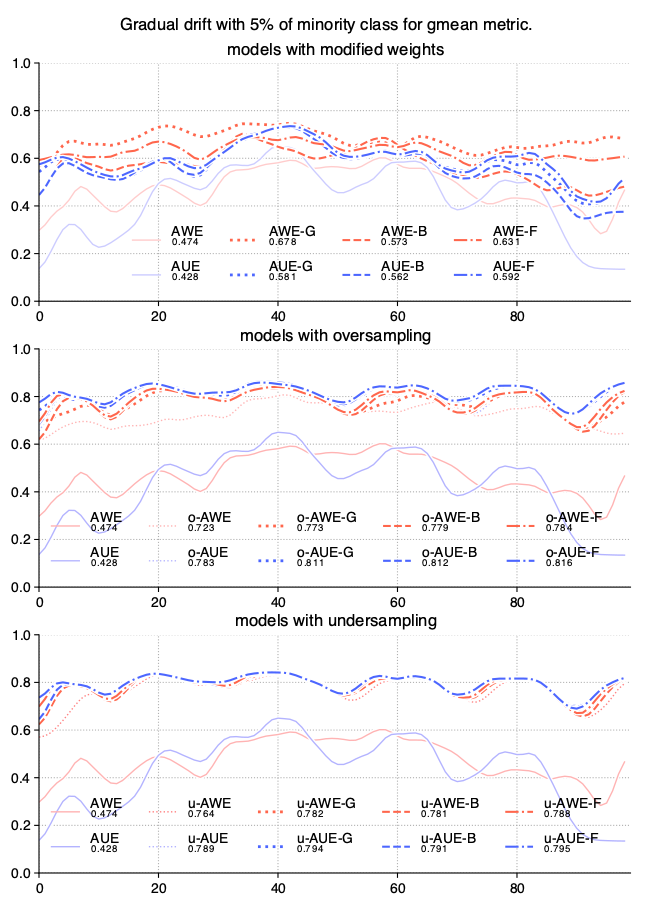 Gradual drift with 5% of minority class for gmean metric.
models with modified weights
1.0
0.8
0.6
0.4
0.2
0.0
AWE AWE-G AWE-B AWE-F
0.474 0.678 0.573 0.631
AUE AUE-G AUE-B AUE-F
0.428 0.581 0.562 0.592
0 20 40 60 80
models with oversampling
1.0
0.8
0.6
0.4
0.2
0.0
AWE o-AWE o-AWE-G o-AWE-B o-AWE-F
0.474 0.723 0.773 0.779 0.784
AUE o-AUE o-AUE-G o-AUE-B o-AUE-F
0.428 0.783 0.811 0.812 0.816
0 20 40 60 80
models with undersampling
1.0
0.8
0.6
0.4
0.2
0.0
AWE u-AWE u-AWE-G u-AWE-B u-AWE-F
0.474 0.764 0.782 0.781 0.788
AUE u-AUE u-AUE-G u-AUE-B u-AUE-F
0.428 0.789 0.794 0.791 0.795
0 20 40 60 80